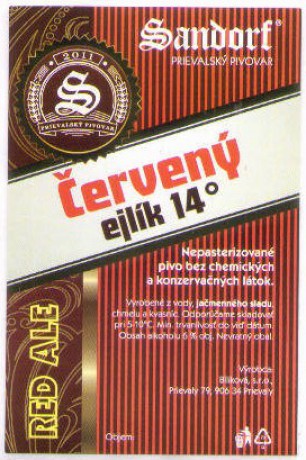 Sandorf®
PRIEVALSKÝ PIVOVAR
2011
S
PRIEVALSKÝ PIVOVAR
Červený
ejlík 14°
Nepasterizované
pivo bez chemických
a konzervačných látok.
Vyrobené z vody, jačmenného sladu,
chmelu a kvasníc. Odporúčame skladovať
pri 5-10°C. Min. trvanlivosť do viď dátum.
Obsah alkoholu 6 % obj. Nevratný obal.
RED ALE
Výrobca:
Bilíkova, s.r.o.,
Prievaly 79, 906 34 Prievaly
Objem: